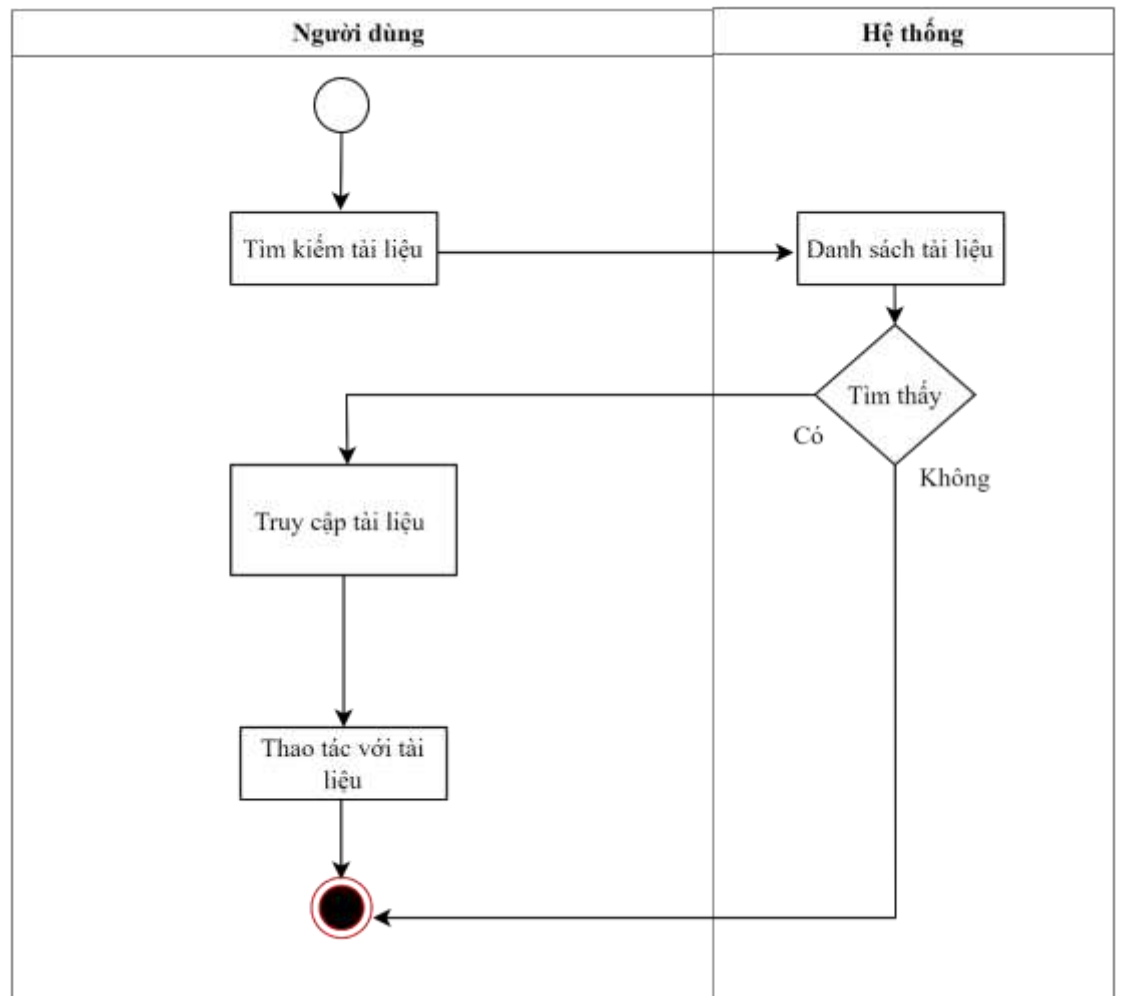 Người dùng
Hệ thống
Tìm kiếm tài liệu
Danh sách tài liệu
Tìm thấy
Có
Không
Truy cập tài liệu
Thao tác với tài
liệu